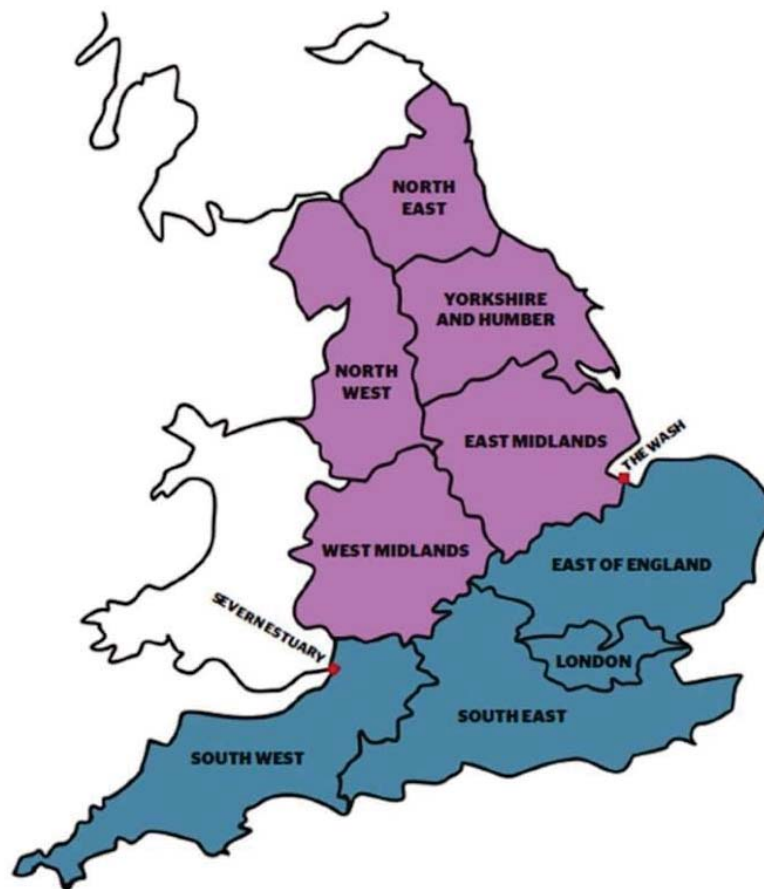 NORTH
EAST
YORKSHIRE
AND HUMBER
NORTH
WEST
EAST MIDLANDS
THE WASH
WEST MIDLANDS
EAST OF ENGLAND
SEVERN ESTUARY
LONDON
SOUTH EAST
SOUTH WEST